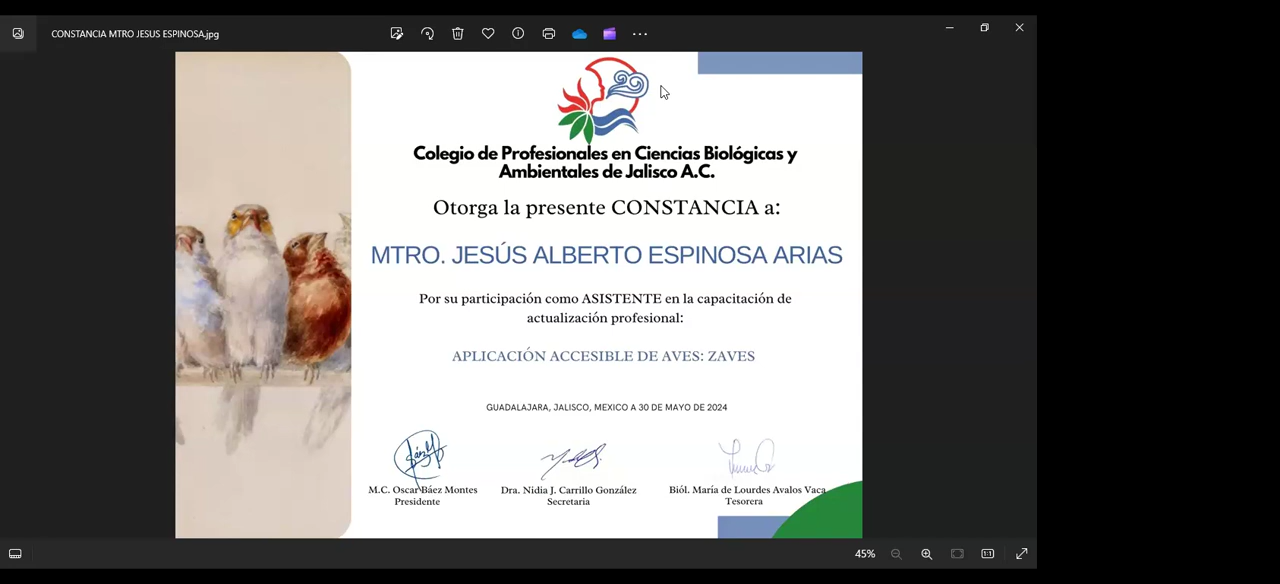 CONSTANCIA MTRO JESUS ESPINOSA.jpg
Colegio de Profesionales en Ciencias Biológicas y
Ambientales de Jalisco A.C.
Otorga la presente CONSTANCIA a:
MTRO. JESÚS ALBERTO ESPINOSA ARIAS
Por su participación como ASISTENTE en la capacitación de
actualización profesional:
APLICACIÓN ACCESIBLE DE AVES: ZAVES
GUADALAJARA, JALISCO, MEXICO A 30 DE MAYO DE 2024
M.C. Oscar Báez Montes
Presidente
Dra. Nidia J. Carrillo González
Secretaria
Biól. María de Lourdes Avalos Vaca
Tesorera
45%
1:1